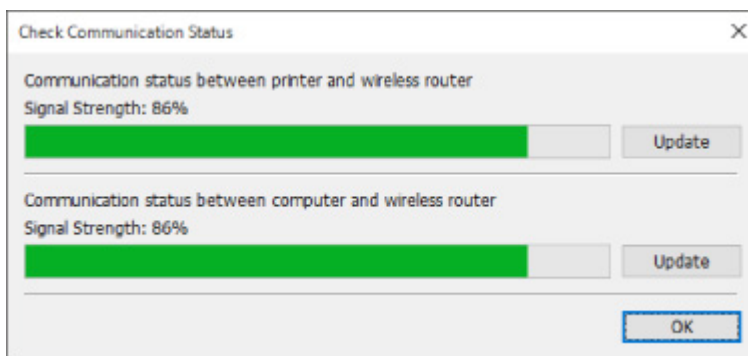 Check Communication Status
Communication status between printer and wireless router
Signal Strength: 86%
Update
Communication status between computer and wireless router
Signal Strength: 86%
Update
OK